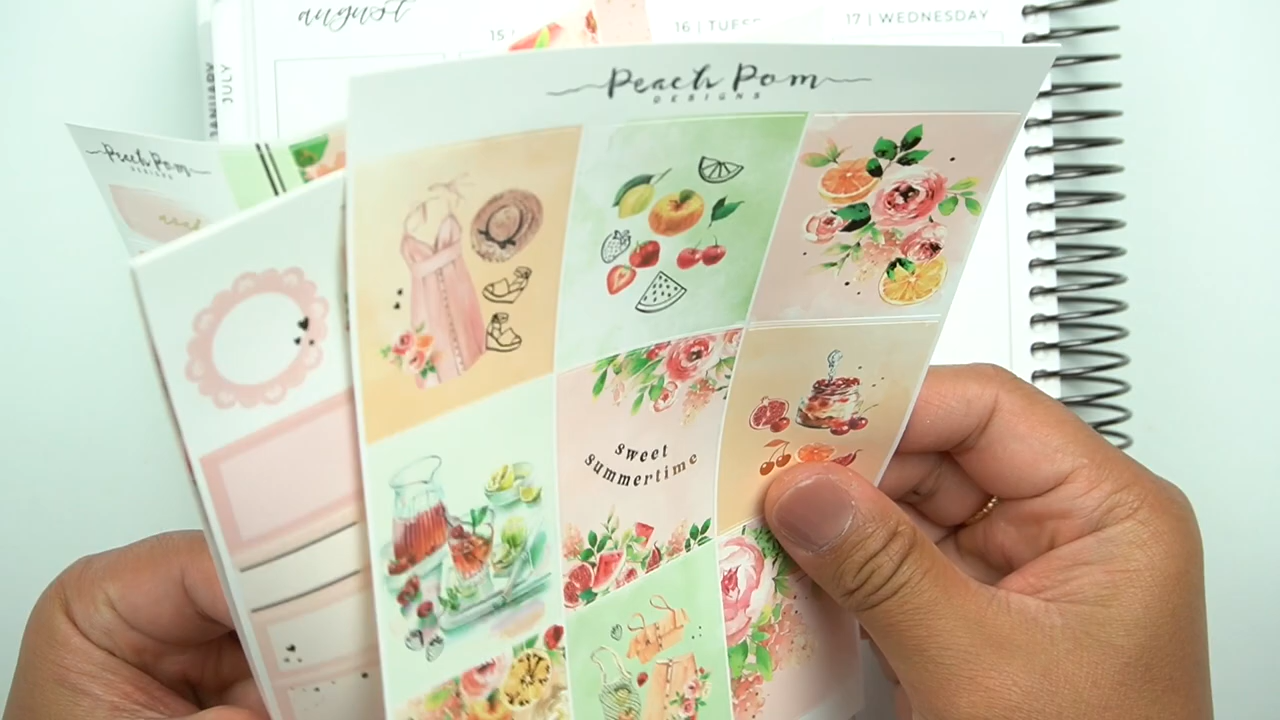 august
15 |
16 | TUES
17 | WEDNESDAY
JANUARY
JULY
Peach Pom
DESIGNS
Peach Pom
DESIGNS
sweet
summertime